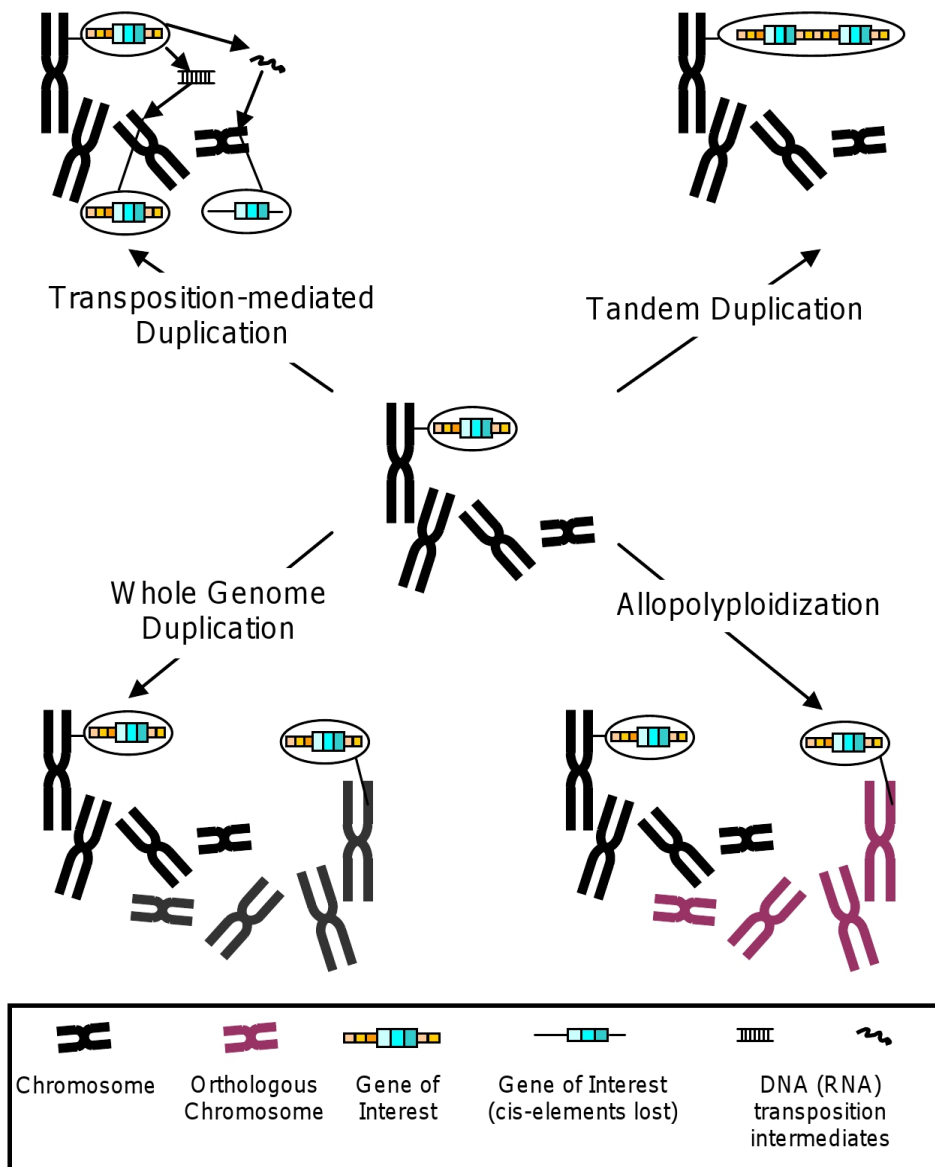 Transposition-mediated
Duplication
Tandem Duplication
Whole Genome
Duplication
Allopolyploidization
Chromosome
Orthologous
Chromosome
Gene of
Interest
Gene of Interest
(cis-elements lost)
DNA (RNA)
transposition
intermediates